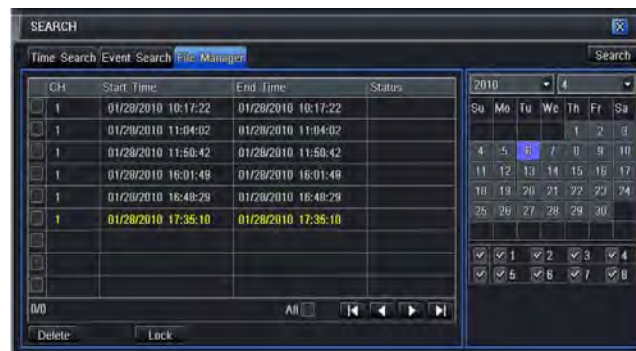 SEARCH
Time Search Event Search File Manager Search
CH Start Time End Time Status
1 01/28/2010 10:17:22 01/28/2010 10:17:22
1 01/28/2010 11:04:02 01/28/2010 11:04:02
1 01/28/2010 11:50:42 01/28/2010 11:50:42
1 01/28/2010 16:01:49 01/28/2010 16:01:49
1 01/28/2010 16:48:29 01/28/2010 16:48:29
1 01/28/2010 17:35:10 01/28/2010 17:35:10
0/0 All
Delete Lock
2010 4
Su Mo Tu We Th Fr Sa
1 2 3
4 5 6 7 8 9 10
11 12 13 14 15 16 17
18 19 20 21 22 23 24
25 26 27 28 29 30
1 2 3 4
5 6 7 8